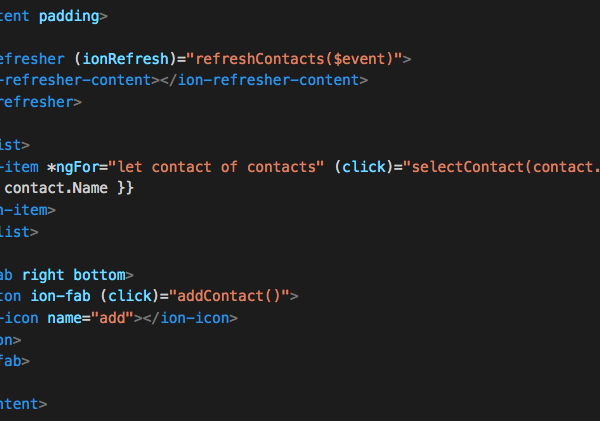 tent padding>
efresher (ionRefresh)="refreshContacts($event)">
-refresher-content></ion-refresher-content>
refresher>
ist>
-item *ngFor="let contact of contacts" (click)="selectContact(contact.
contact.Name }}
n-item>
list>
ab right bottom>
ton ion-fab (click)="addContact()">
-icon name="add"></ion-icon>
on>
fab>
ntent>